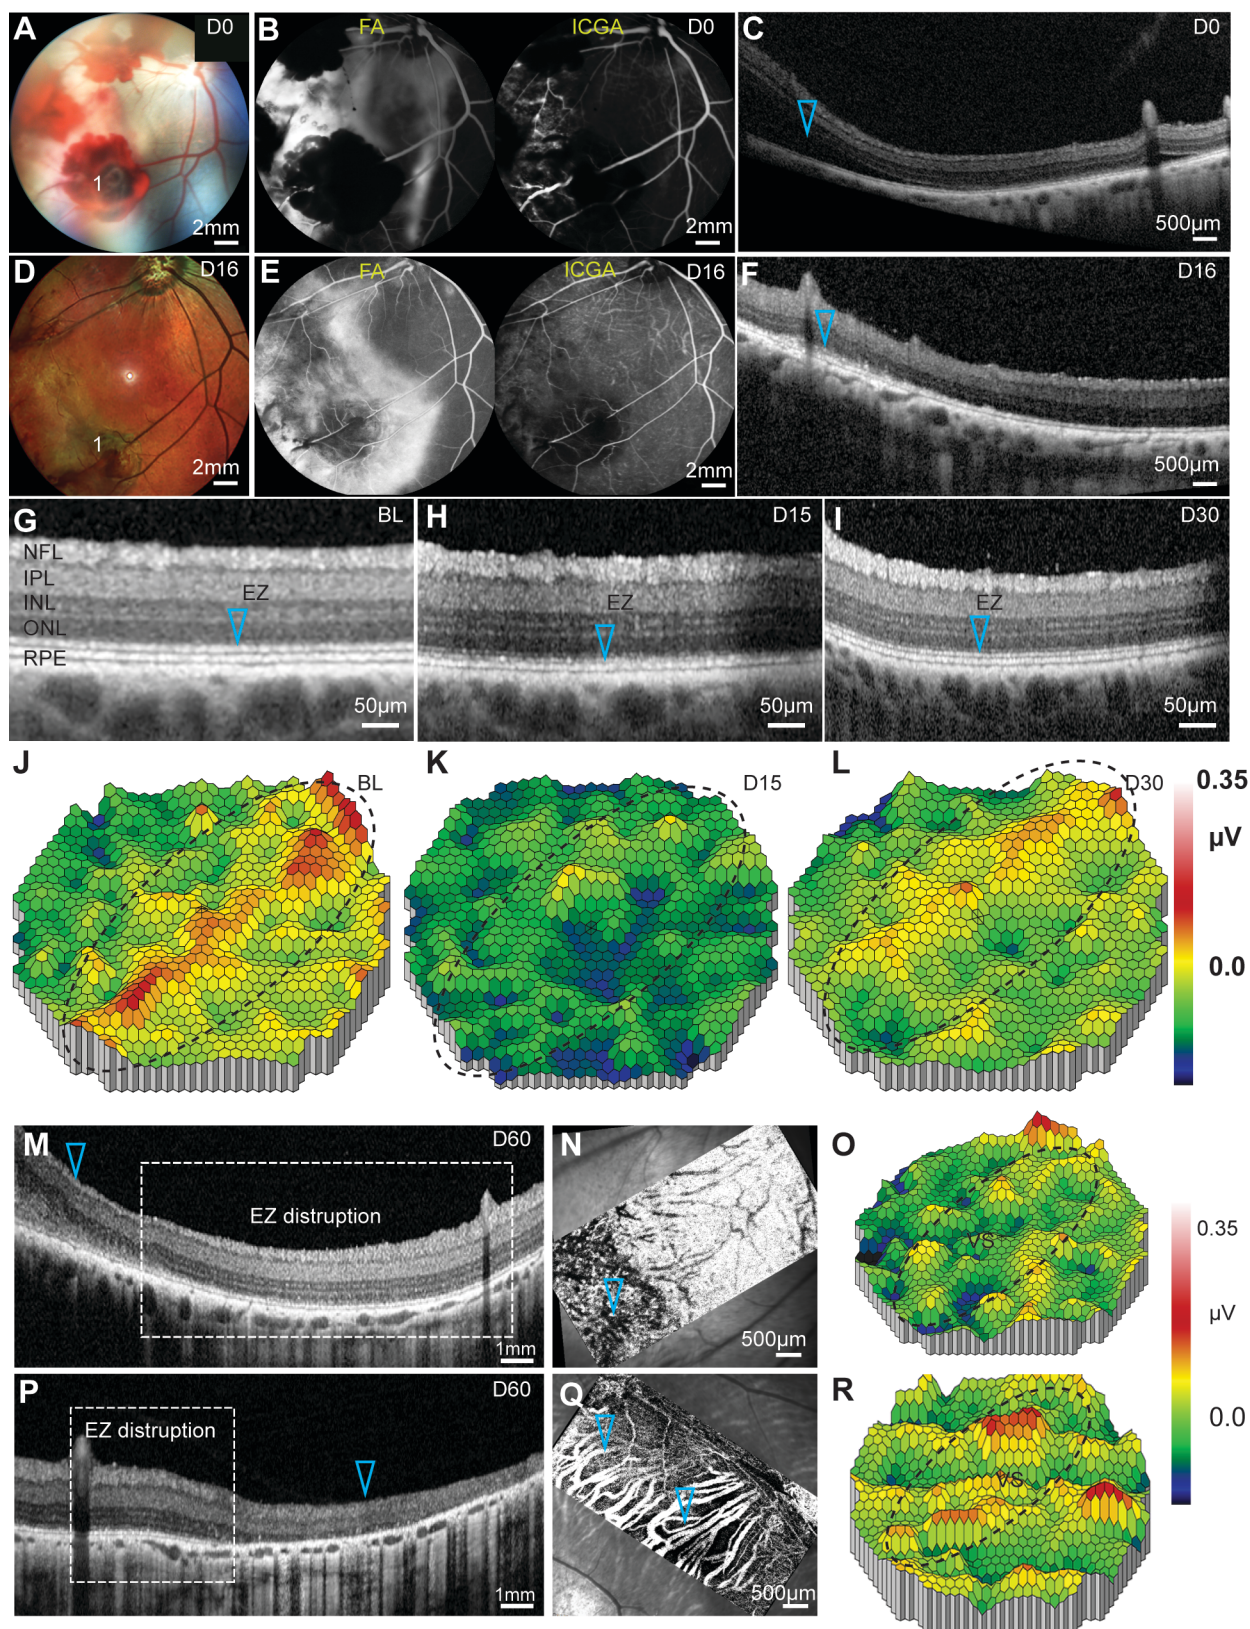 A D0
1
2mm
B FA ICGA D0
2mm 2mm
C D0
500µm
D D16
1
2mm
E FA ICGA D16
2mm 2mm
F D16
500µm
G BL
NFL
IPL
INL
ONL
RPE
EZ
50µm
H D15
EZ
50µm
I D30
EZ
50µm
J BL
K D15
L D30
0.35
µV
0.0
M D60
EZ distruption
1mm
N
500µm
O
VS
0.35
µV
0.0
P D60
EZ distruption
1mm
Q
500µm
R
VS